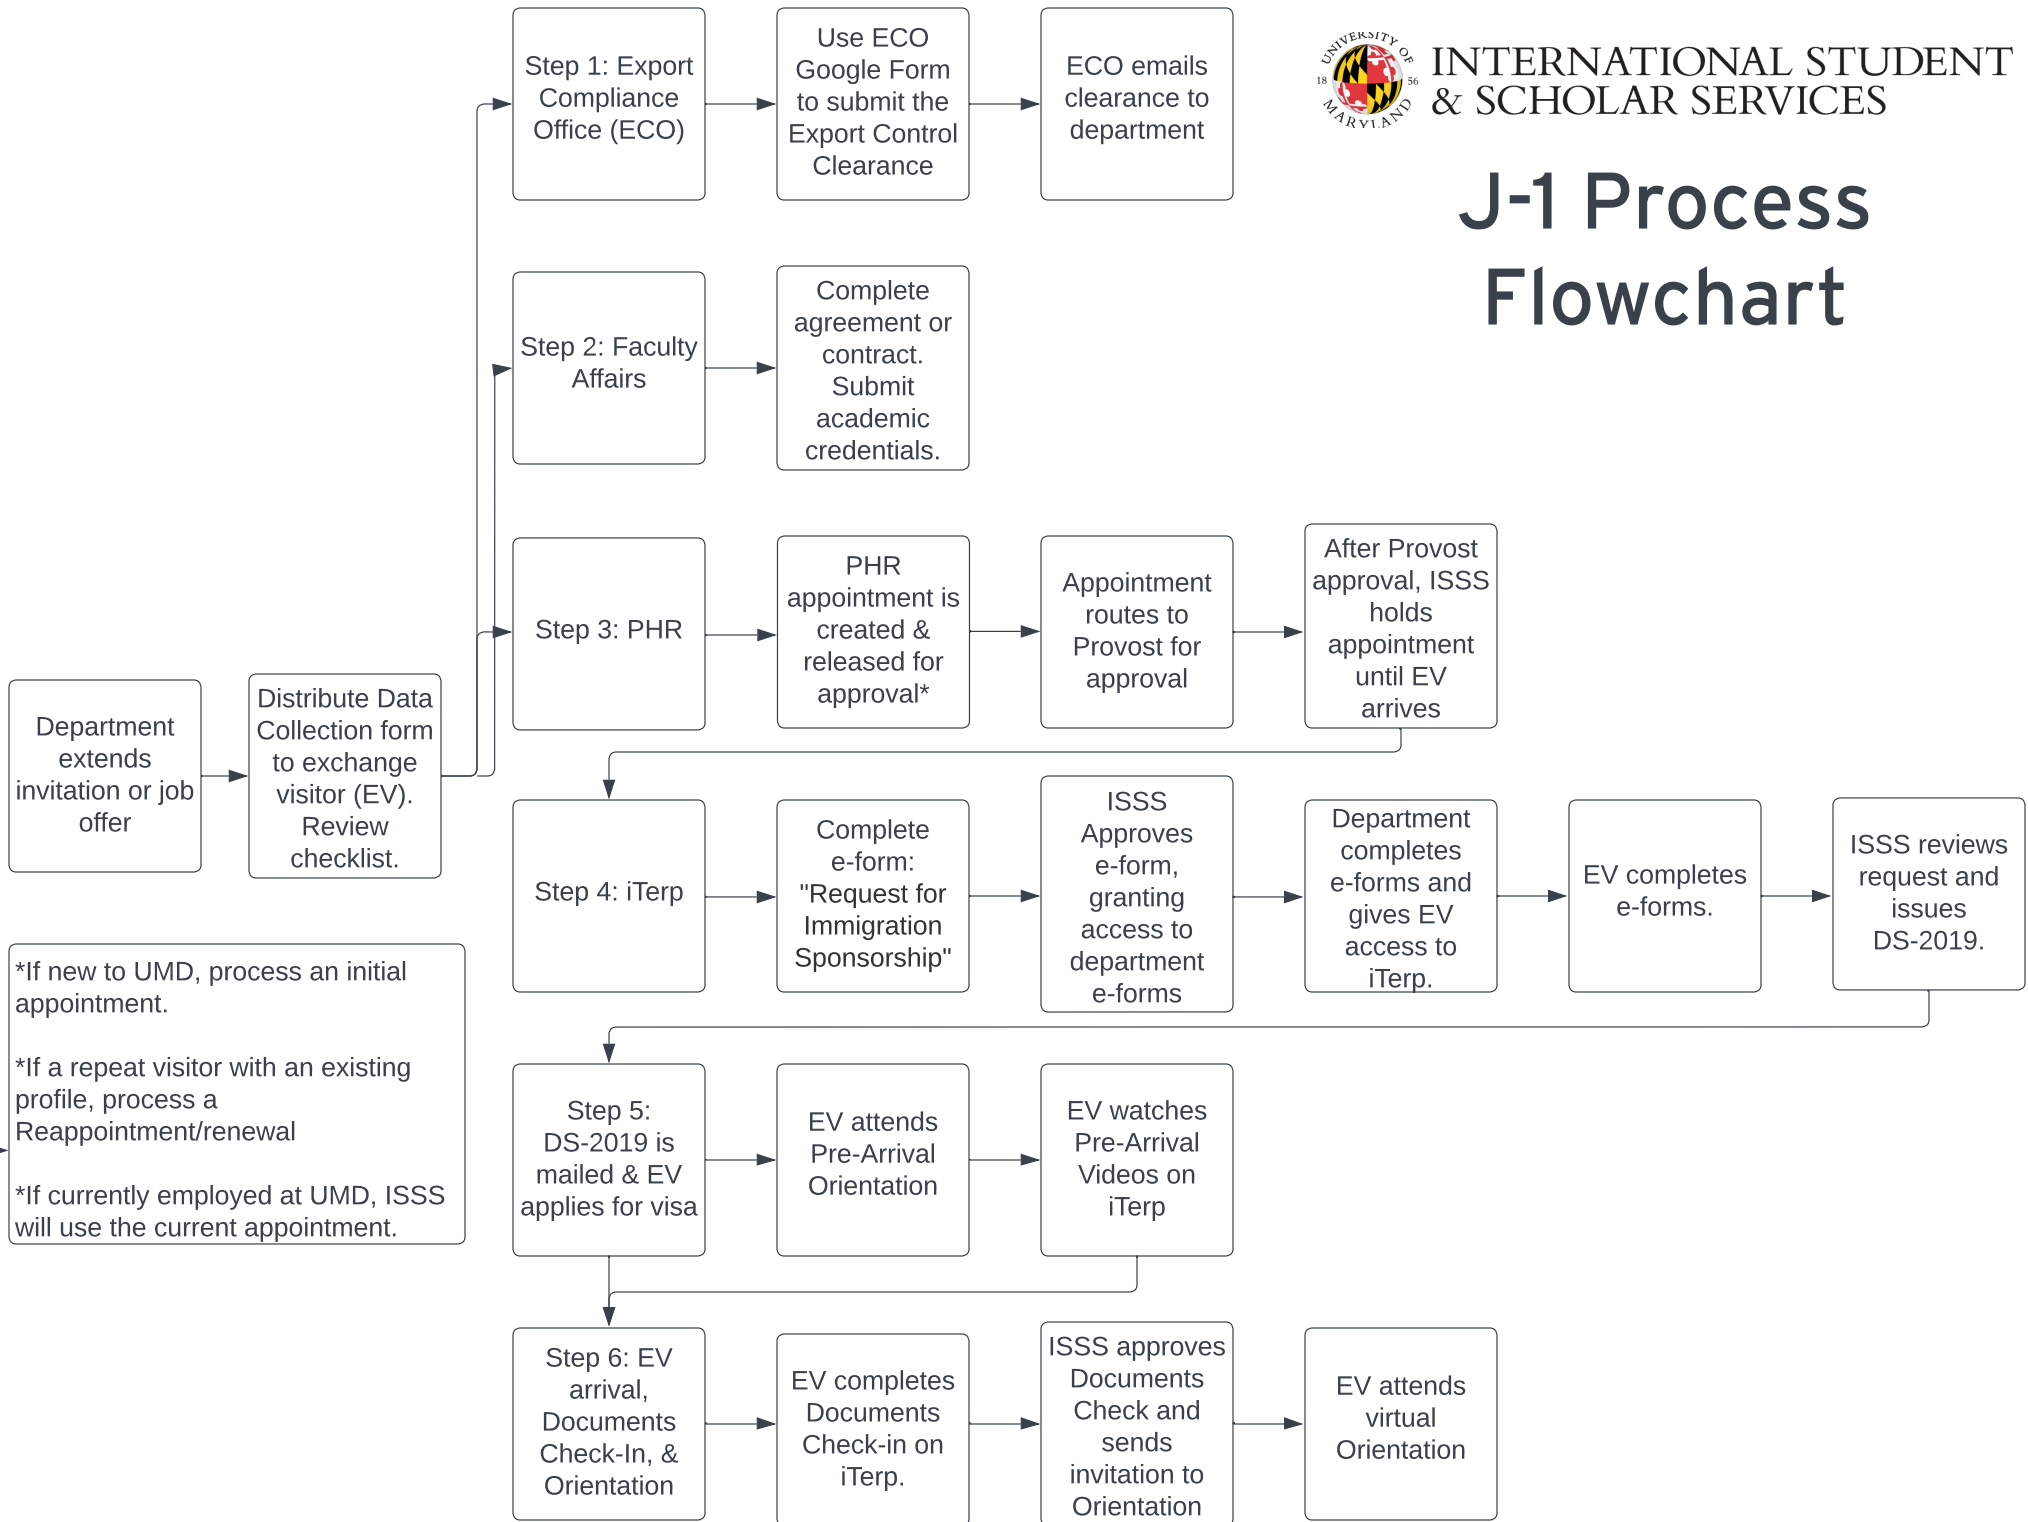 UNIVERSITY OF
18 56
MARYLAND
INTERNATIONAL STUDENT
& SCHOLAR SERVICES
J-1 Process
Flowchart
Department
extends
invitation or job
offer
Distribute Data
Collection form
to exchange
visitor (EV).
Review
checklist.
Step 1: Export
Compliance
Office (ECO)
Use ECO
Google Form
to submit the
Export Control
Clearance
ECO emails
clearance to
department
Step 2: Faculty
Affairs
Complete
agreement or
contract.
Submit
academic
credentials.
Step 3: PHR
PHR
appointment is
created &
released for
approval*
Appointment
routes to
Provost for
approval
After Provost
approval, ISSS
holds
appointment
until EV
arrives
Step 4: iTerp
Complete
e-form:
"Request for
Immigration
Sponsorship"
ISSS
Approves
e-form,
granting
access to
department
e-forms
Department
completes
e-forms and
gives EV
access to
iTerp.
EV completes
e-forms.
ISSS reviews
request and
issues
DS-2019.
*If new to UMD, process an initial
appointment.
*If a repeat visitor with an existing
profile, process a
Reappointment/renewal
*If currently employed at UMD, ISSS
will use the current appointment.
Step 5:
DS-2019 is
mailed & EV
applies for visa
EV attends
Pre-Arrival
Orientation
EV watches
Pre-Arrival
Videos on
iTerp
Step 6: EV
arrival,
Documents
Check-In, &
Orientation
EV completes
Documents
Check-in on
iTerp.
ISSS approves
Documents
Check and
sends
invitation to
Orientation
EV attends
virtual
Orientation